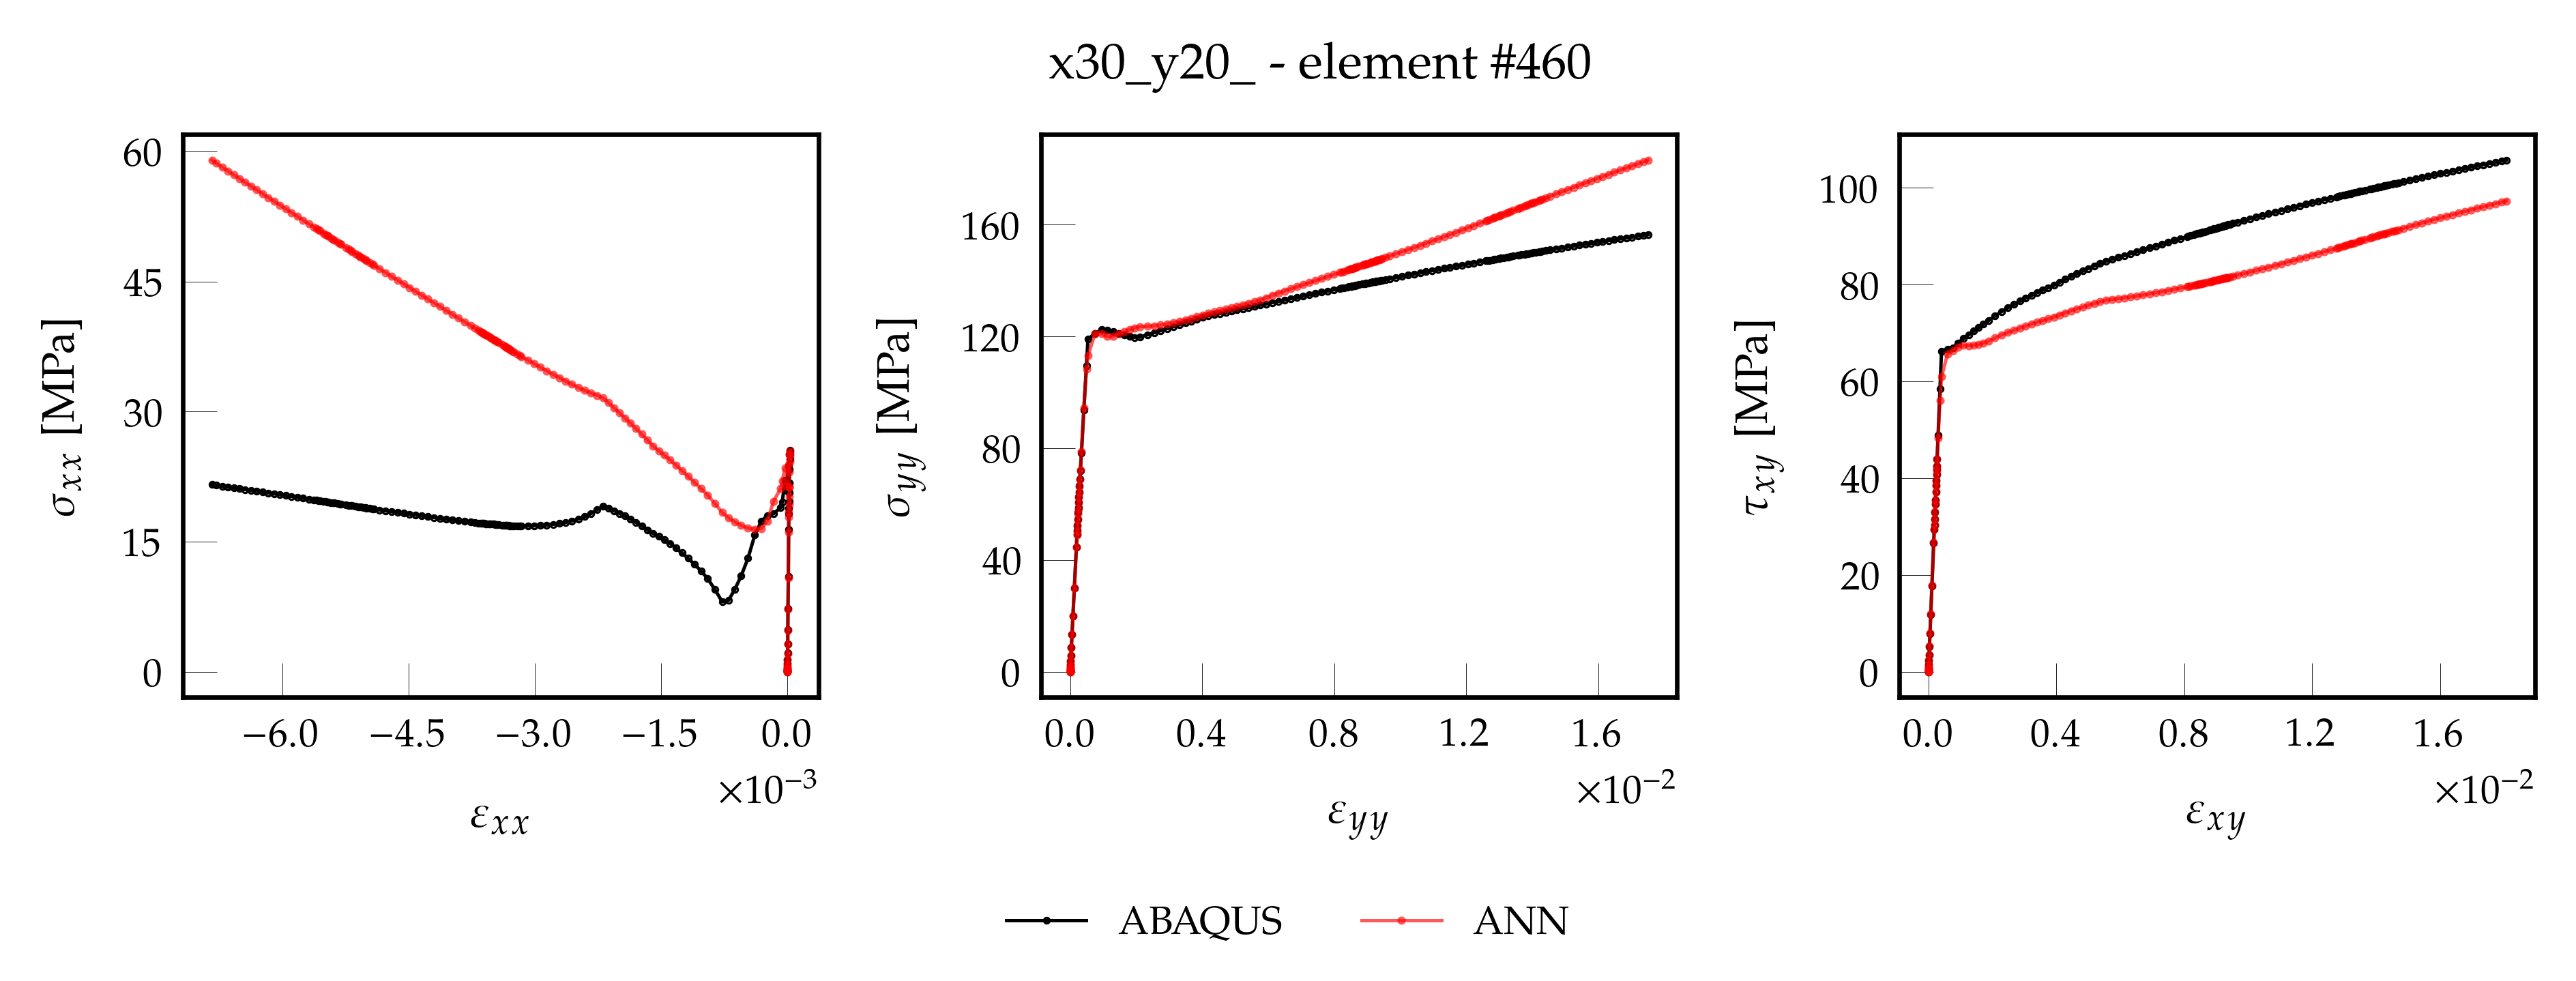 x30_y20_ - element #460
60
45
30
15
0
σxx [MPa]
−6.0 −4.5 −3.0 −1.5 0.0
×10−3
εxx
160
120
80
40
0
σyy [MPa]
0.0 0.4 0.8 1.2 1.6
×10−2
εyy
100
80
60
40
20
0
τxy [MPa]
0.0 0.4 0.8 1.2 1.6
×10−2
εxy
ABAQUS ANN